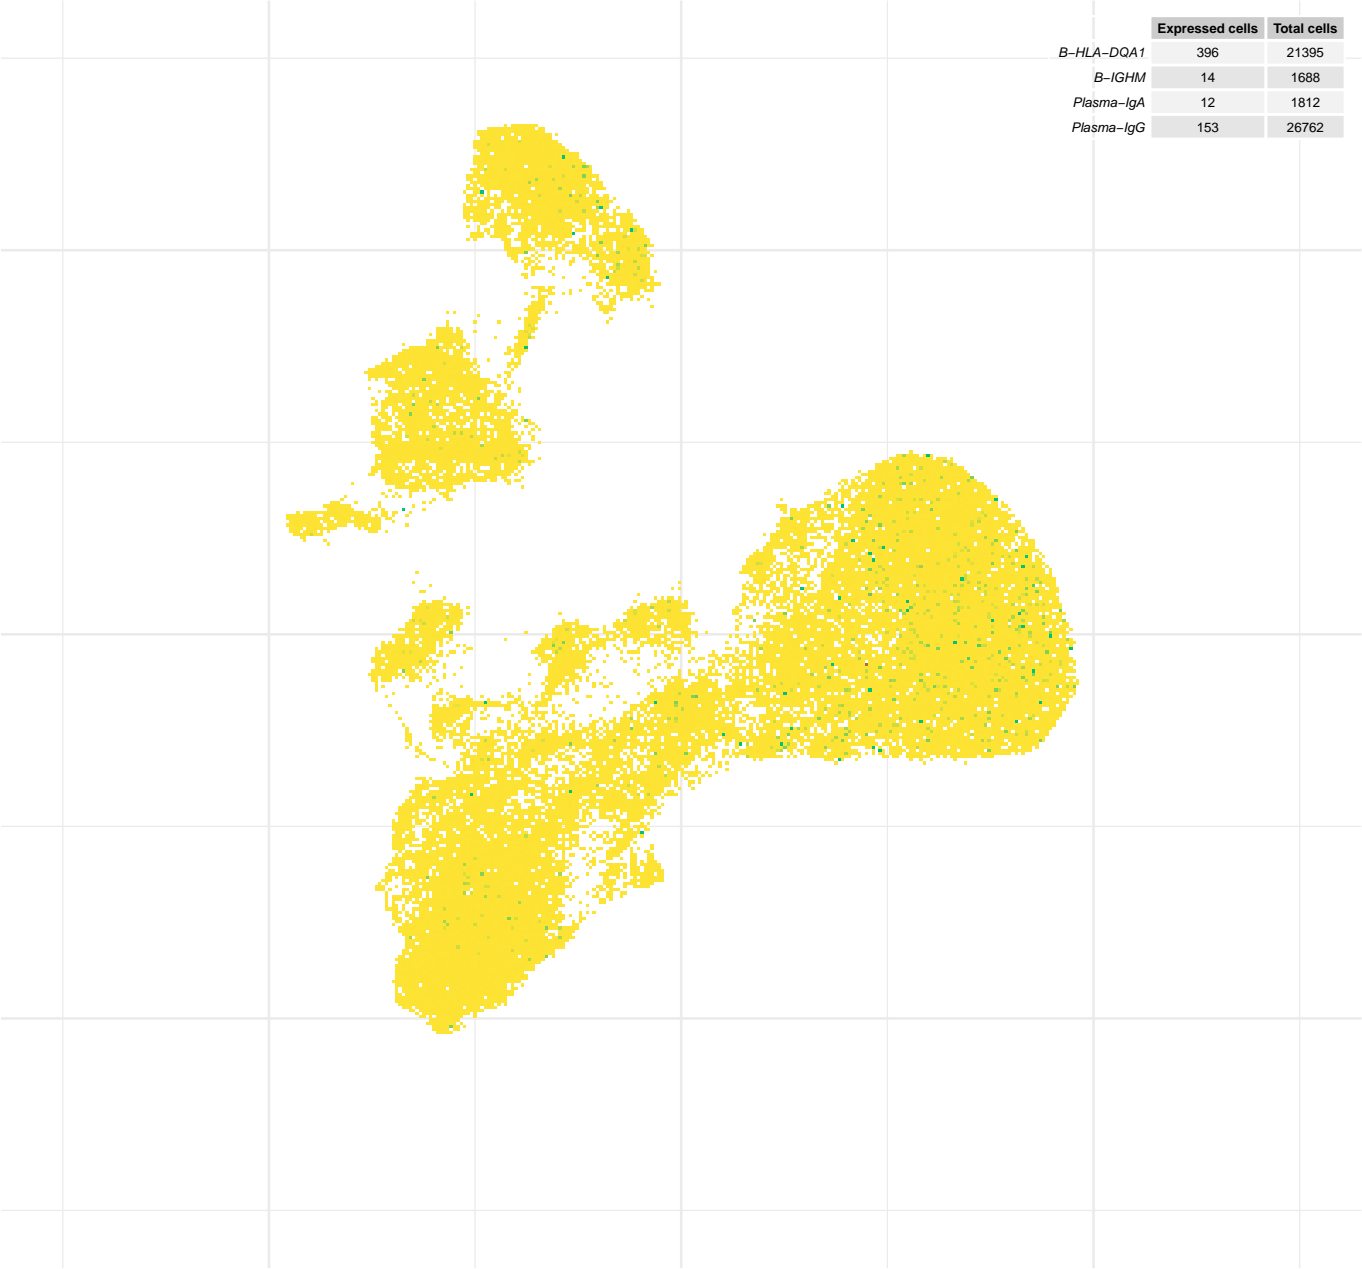 Expressed cells Total cells
B−HLA−DQA1 396 21395
B−IGHM 14 1688
Plasma−IgA 12 1812
Plasma−IgG 153 26762